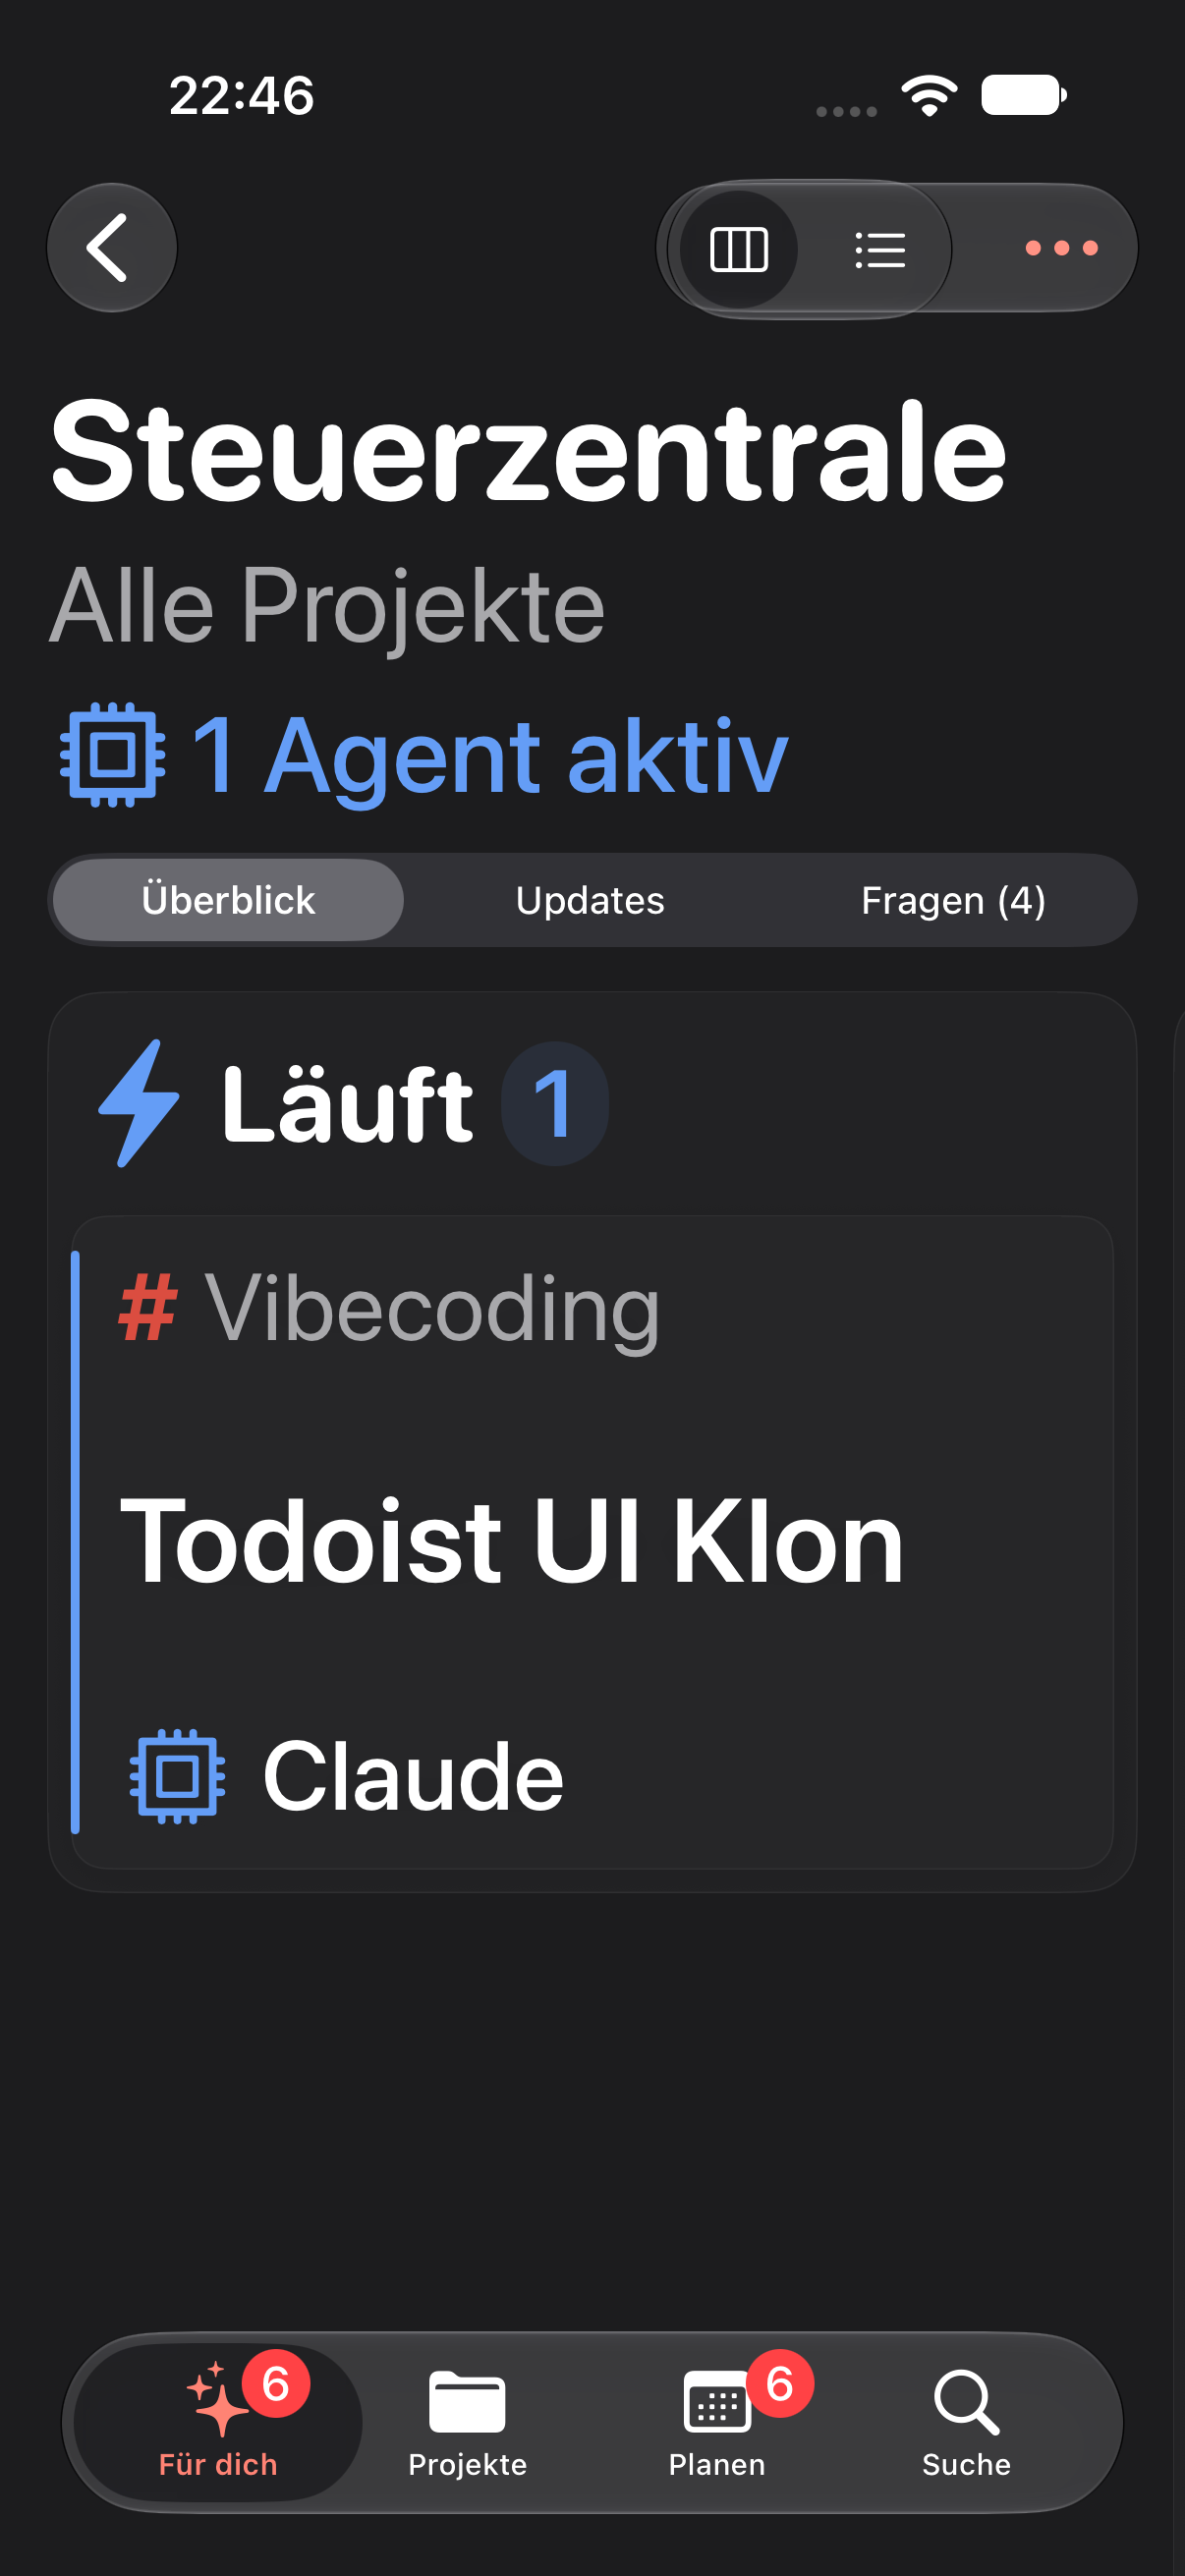 22:46
Steuerzentrale
Alle Projekte
1 Agent aktiv
Überblick Updates Fragen (4)
Läuft 1
# Vibecoding
Todoist UI Klon
Claude
6 6
Für dich Projekte Planen Suche